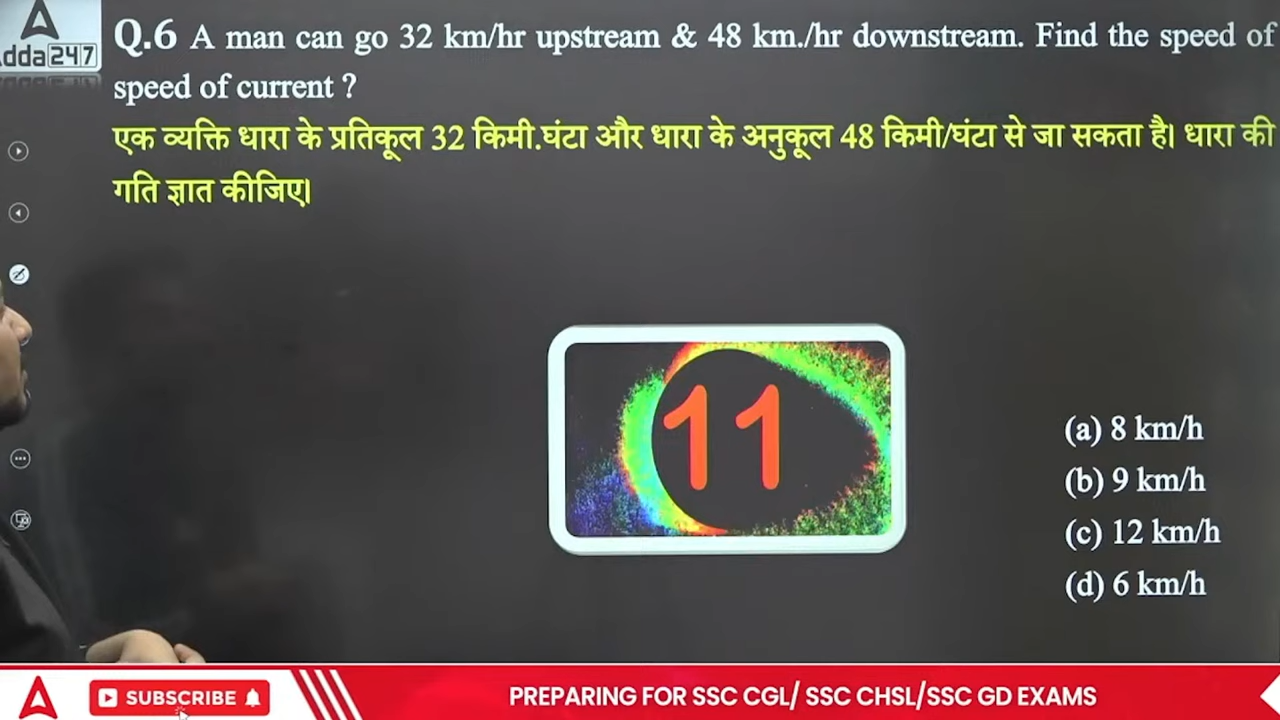 Adda247
Q.6 A man can go 32 km/hr upstream & 48 km./hr downstream. Find the speed of
speed of current ?
एक व्यक्ति धारा के प्रतिकूल 32 किमी.घंटा और धारा के अनुकूल 48 किमी/घंटा से जा सकता है। धारा की
गति ज्ञात कीजिए।
11
(a) 8 km/h
(b) 9 km/h
(c) 12 km/h
(d) 6 km/h
SUBSCRIBE
PREPARING FOR SSC CGL/ SSC CHSL/SSC GD EXAMS